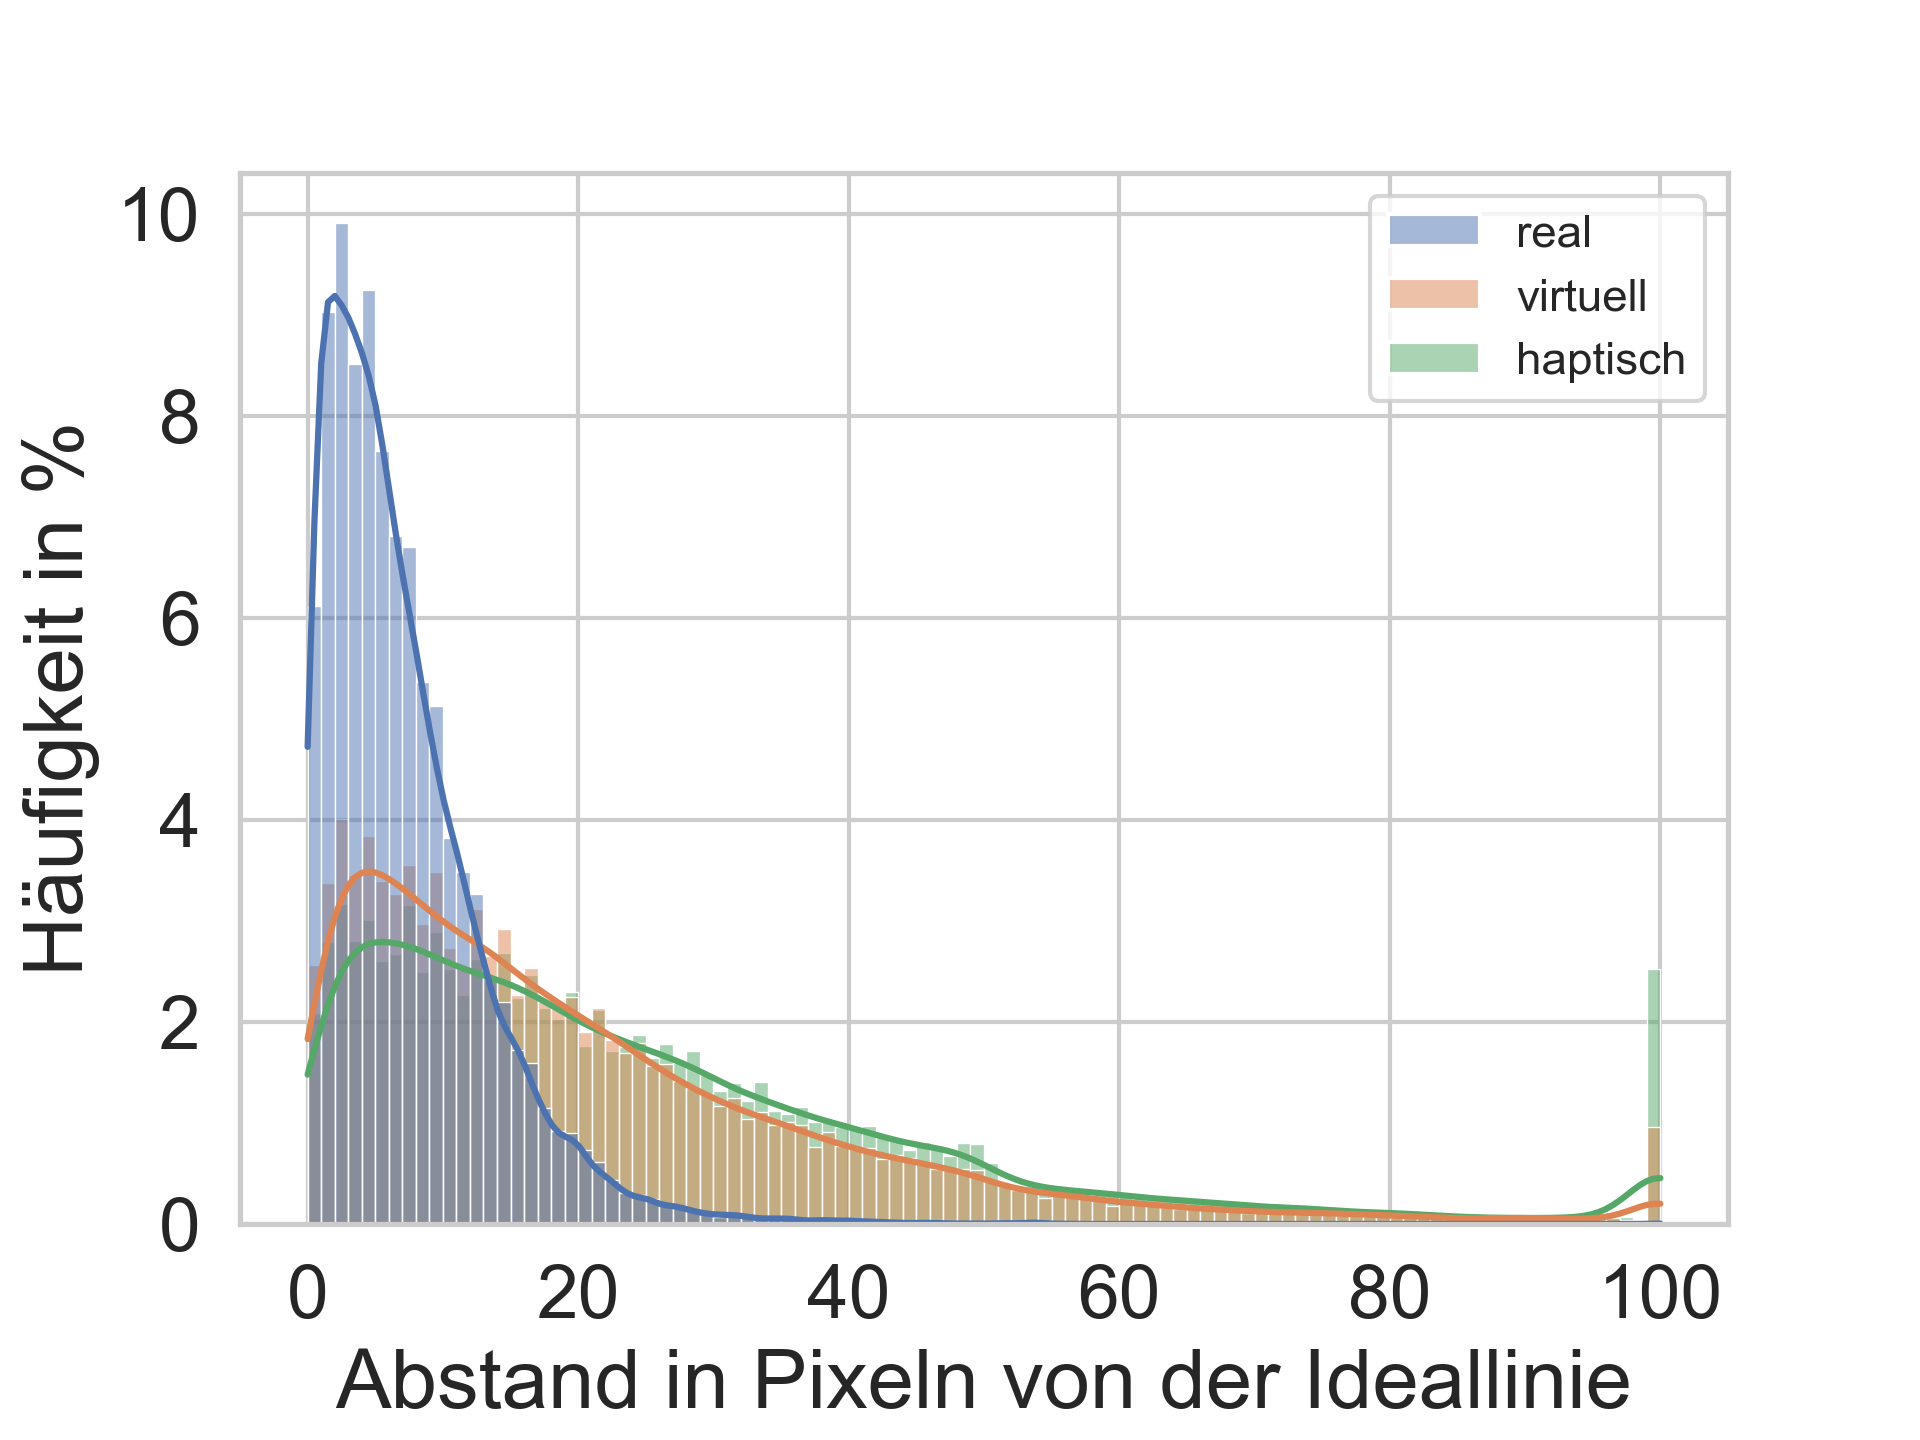 10
8
6
4
2
0
Häufigkeit in %
real
virtuell
haptisch
0 20 40 60 80 100
Abstand in Pixeln von der Ideallinie